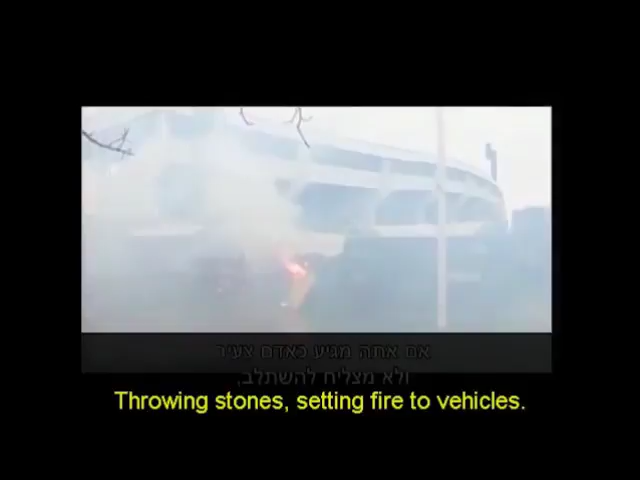 אם אתה מגיע כאדם צעיר
ולא מצליח להשתלב,
Throwing stones, setting fire to vehicles.